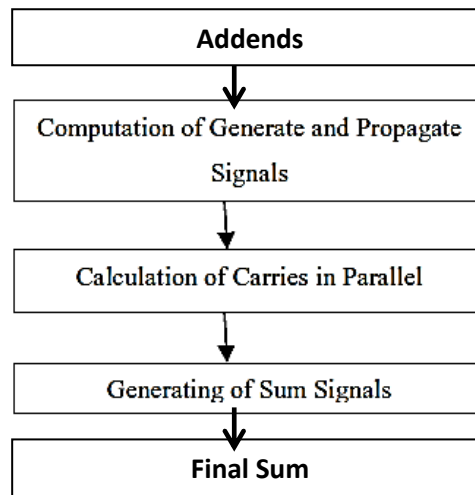 Addends
Computation of Generate and Propagate
Signals
Calculation of Carries in Parallel
Generating of Sum Signals
Final Sum